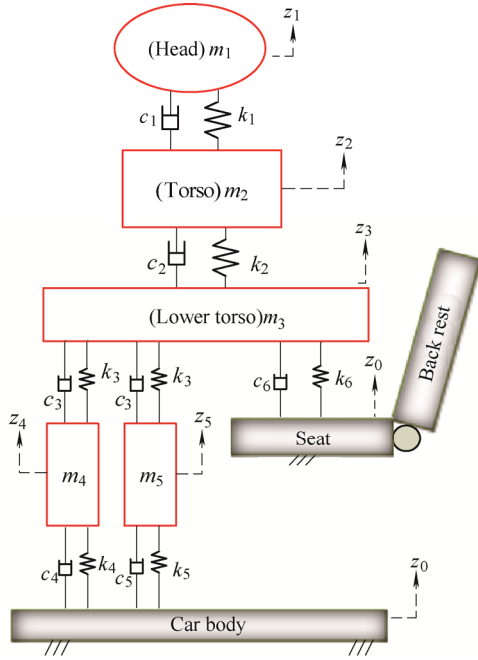 z₁
(Head) m₁
c₁
k₁
z₂
(Torso) m₂
z₃
c₂
k₂
(Lower torso)m₃
Back rest
k₃
k₃
c₃
c₃
c₆
k₆
z₀
z₄
z₅
Seat
m₄
m₅
c₄
k₄
c₅
k₅
z₀
Car body